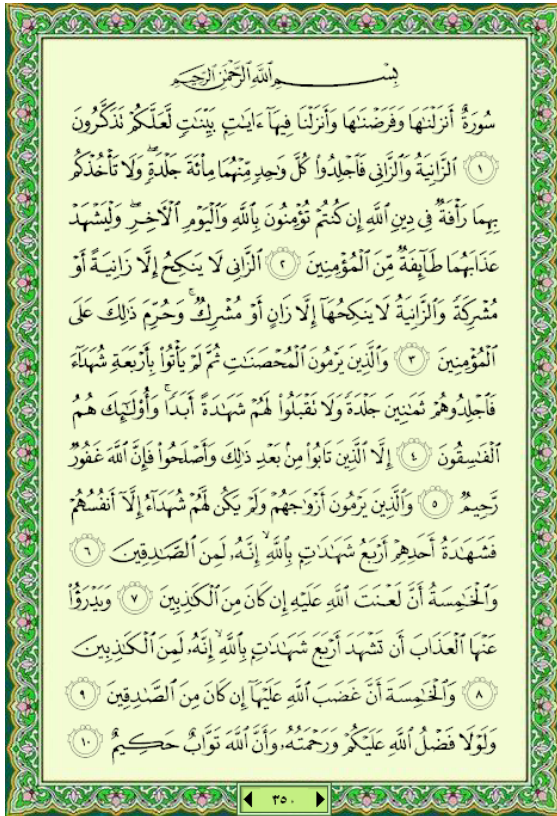 بِسْمِ اللَّهِ الرَّحْمَٰنِ الرَّحِيمِ
سُورَةٌ أَنزَلْنَٰهَا وَفَرَضْنَٰهَا وَأَنزَلْنَا فِيهَآ ءَايَٰتٍۭ بَيِّنَٰتٍ لَّعَلَّكُمْ تَذَكَّرُونَ
﴿١﴾ ٱلزَّانِيَةُ وَٱلزَّانِى فَٱجْلِدُوا۟ كُلَّ وَٰحِدٍ مِّنْهُمَا مِا۟ئَةَ جَلْدَةٍ ۖ وَلَا تَأْخُذْكُم
بِهِمَا رَأْفَةٌ فِى دِينِ ٱللَّهِ إِن كُنتُمْ تُؤْمِنُونَ بِٱللَّهِ وَٱلْيَوْمِ ٱلْءَاخِرِ ۖ وَلْيَشْهَدْ
عَذَابَهُمَا طَآئِفَةٌ مِّنَ ٱلْمُؤْمِنِينَ ﴿٢﴾ ٱلزَّانِى لَا يَنكِحُ إِلَّا زَانِيَةً أَوْ
مُشْرِكَةً وَٱلزَّانِيَةُ لَا يَنكِحُهَآ إِلَّا زَانٍ أَوْ مُشْرِكٌ ۚ وَحُرِّمَ ذَٰلِكَ عَلَى
ٱلْمُؤْمِنِينَ ﴿٣﴾ وَٱلَّذِينَ يَرْمُونَ ٱلْمُحْصَنَٰتِ ثُمَّ لَمْ يَأْتُوا۟ بِأَرْبَعَةِ شُهَدَآءَ
فَٱجْلِدُوهُمْ ثَمَٰنِينَ جَلْدَةً وَلَا تَقْبَلُوا۟ لَهُمْ شَهَٰدَةً أَبَدًا ۚ وَأُو۟لَٰٓئِكَ هُمُ
ٱلْفَٰسِقُونَ ﴿٤﴾ إِلَّا ٱلَّذِينَ تَابُوا۟ مِنۢ بَعْدِ ذَٰلِكَ وَأَصْلَحُوا۟ فَإِنَّ ٱللَّهَ غَفُورٌ
رَّحِيمٌ ﴿٥﴾ وَٱلَّذِينَ يَرْمُونَ أَزْوَٰجَهُمْ وَلَمْ يَكُن لَّهُمْ شُهَدَآءُ إِلَّآ أَنفُسُهُمْ
فَشَهَٰدَةُ أَحَدِهِمْ أَرْبَعُ شَهَٰدَٰتٍۭ بِٱللَّهِ ۙ إِنَّهُۥ لَمِنَ ٱلصَّٰدِقِينَ ﴿٦﴾
وَٱلْخَٰمِسَةُ أَنَّ لَعْنَتَ ٱللَّهِ عَلَيْهِ إِن كَانَ مِنَ ٱلْكَٰذِبِينَ ﴿٧﴾ وَيَدْرَؤُا۟
عَنْهَا ٱلْعَذَابَ أَن تَشْهَدَ أَرْبَعَ شَهَٰدَٰتٍۭ بِٱللَّهِ ۙ إِنَّهُۥ لَمِنَ ٱلْكَٰذِبِينَ
﴿٨﴾ وَٱلْخَٰمِسَةَ أَنَّ غَضَبَ ٱللَّهِ عَلَيْهَآ إِن كَانَ مِنَ ٱلصَّٰدِقِينَ ﴿٩﴾
وَلَوْلَا فَضْلُ ٱللَّهِ عَلَيْكُمْ وَرَحْمَتُهُۥ وَأَنَّ ٱللَّهَ تَوَّابٌ حَكِيمٌ ﴿١٠﴾
٣٥٠